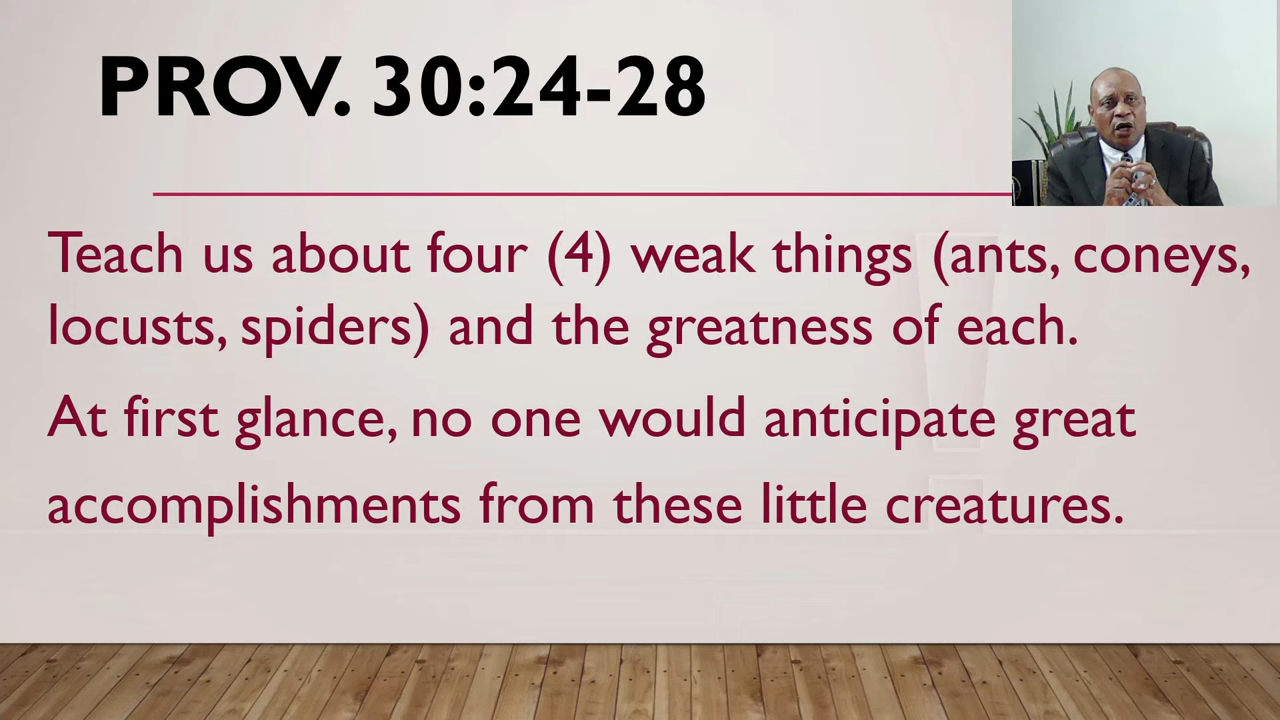 PROV. 30:24-28
Teach us about four (4) weak things (ants, coneys,
locusts, spiders) and the greatness of each.
At first glance, no one would anticipate great
accomplishments from these little creatures.